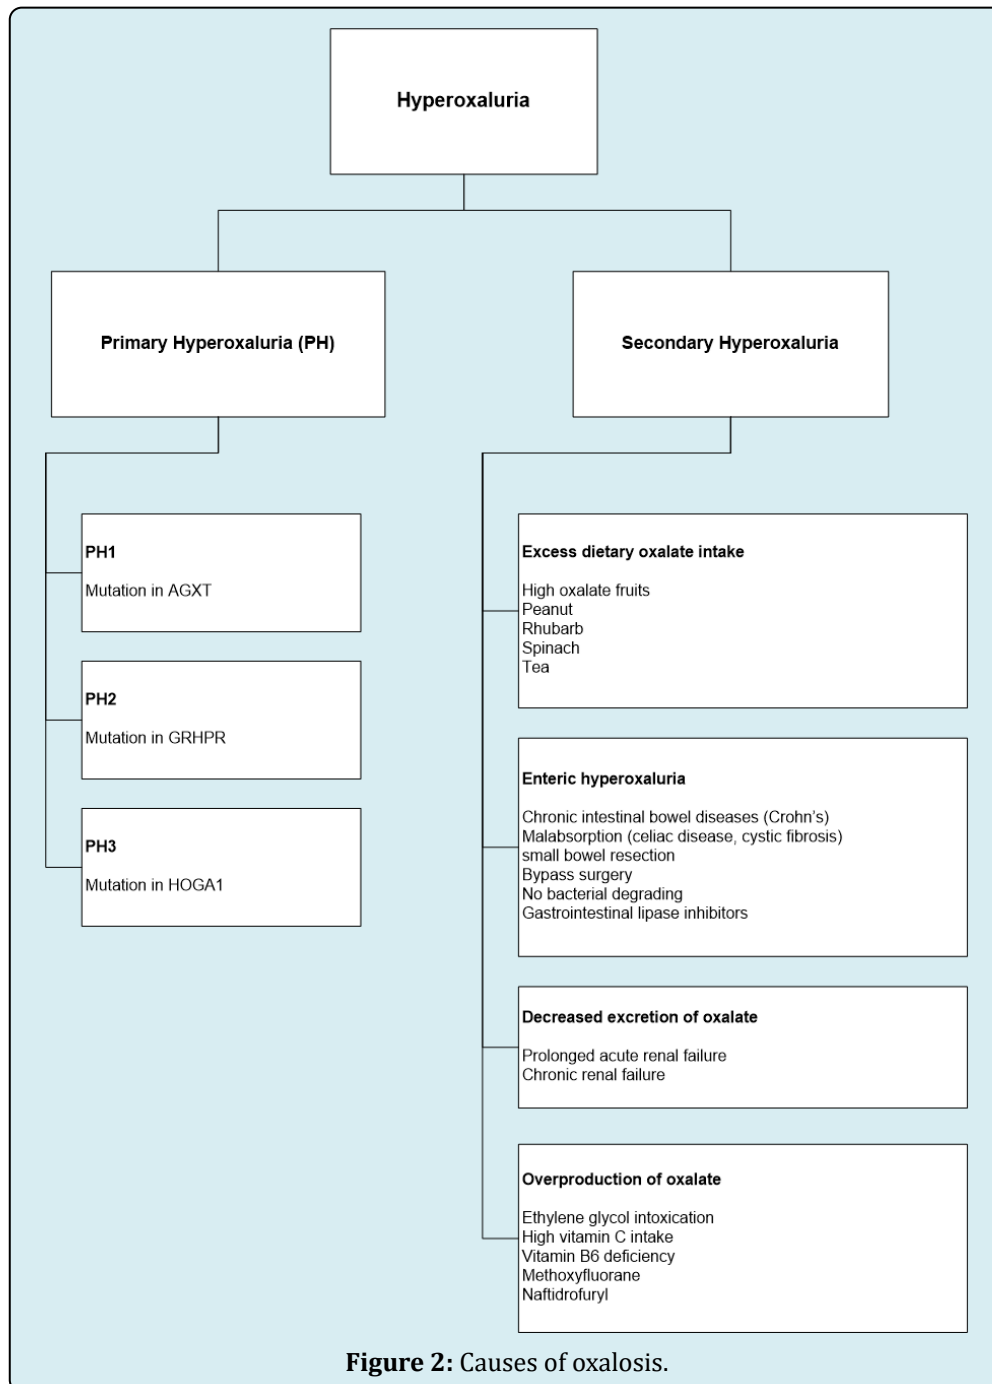 Hyperoxaluria
Primary Hyperoxaluria (PH)
Secondary Hyperoxaluria
PH1
Mutation in AGXT
PH2
Mutation in GRHPR
PH3
Mutation in HOGA1
Excess dietary oxalate intake
High oxalate fruits
Peanut
Rhubarb
Spinach
Tea
Enteric hyperoxaluria
Chronic intestinal bowel diseases (Crohn's)
Malabsorption (celiac disease, cystic fibrosis)
small bowel resection
Bypass surgery
No bacterial degrading
Gastrointestinal lipase inhibitors
Decreased excretion of oxalate
Prolonged acute renal failure
Chronic renal failure
Overproduction of oxalate
Ethylene glycol intoxication
High vitamin C intake
Vitamin B6 deficiency
Methoxyfluorane
Naftidrofuryl
Figure 2: Causes of oxalosis.